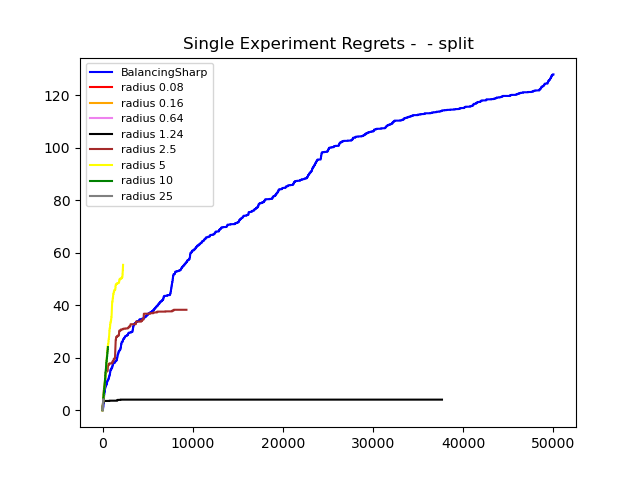 Single Experiment Regrets -  - split
BalancingSharp
radius 0.08
radius 0.16
radius 0.64
radius 1.24
radius 2.5
radius 5
radius 10
radius 25
120
100
80
60
40
20
0
0 10000 20000 30000 40000 50000